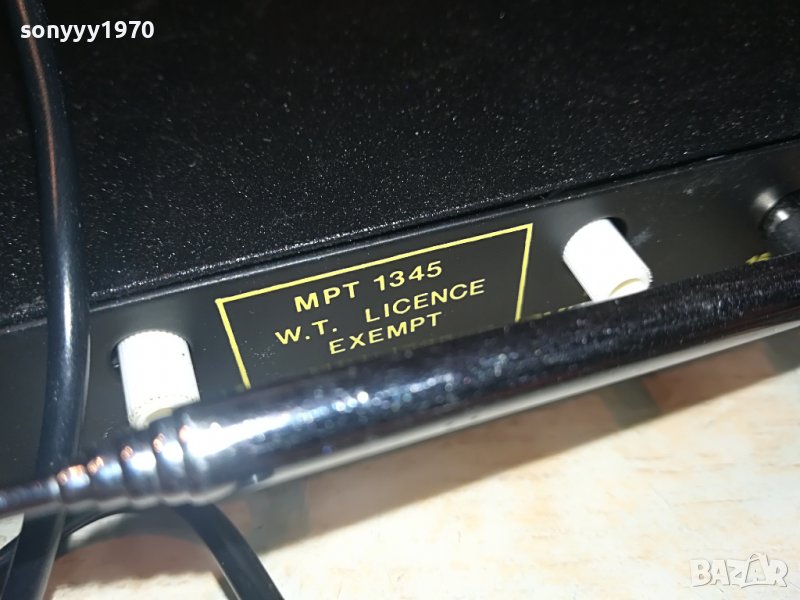 sonyyy1970
MPT 1345
W.T. LICENCE
EXEMPT
BAZAR